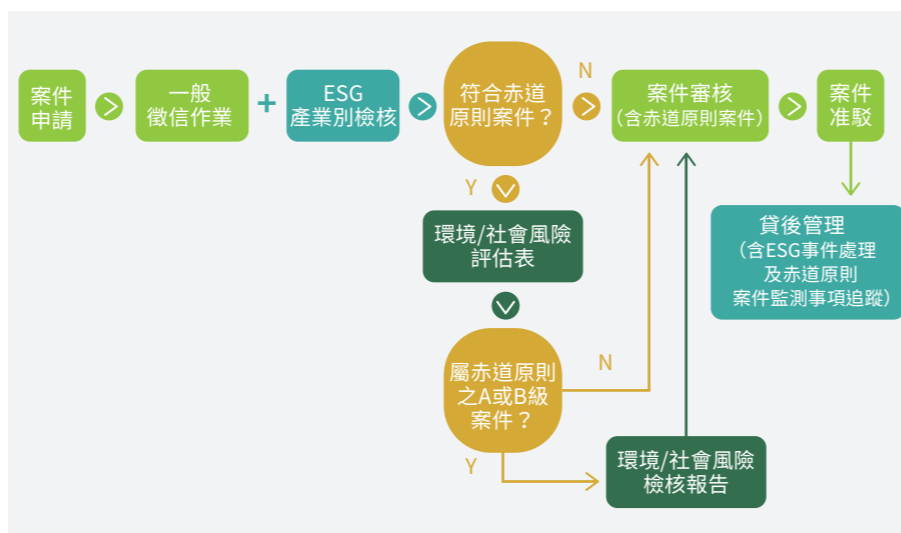 案件
申請
一般
徵信作業
+
ESG
產業別檢核
符合赤道
原則案件？
N
案件審核
(含赤道原則案件)
案件
准駁
Y
環境/社會風險
評估表
貸後管理
(含ESG事件處理
及赤道原則
案件監測事項追蹤)
屬赤道原則
之A或B級
案件？
N
Y
環境/社會風險
檢核報告